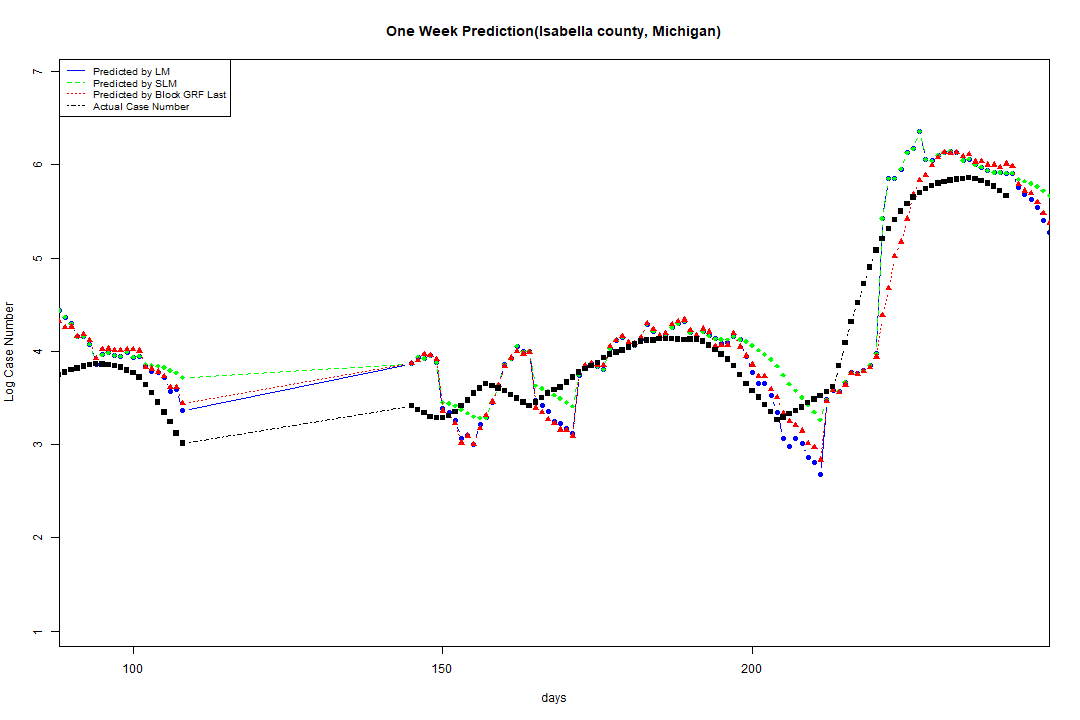 One Week Prediction(Isabella county, Michigan)
Predicted by LM
Predicted by SLM
Predicted by Block GRF Last
Actual Case Number
7
6
5
4
3
2
1
Log Case Number
100 150 200
days